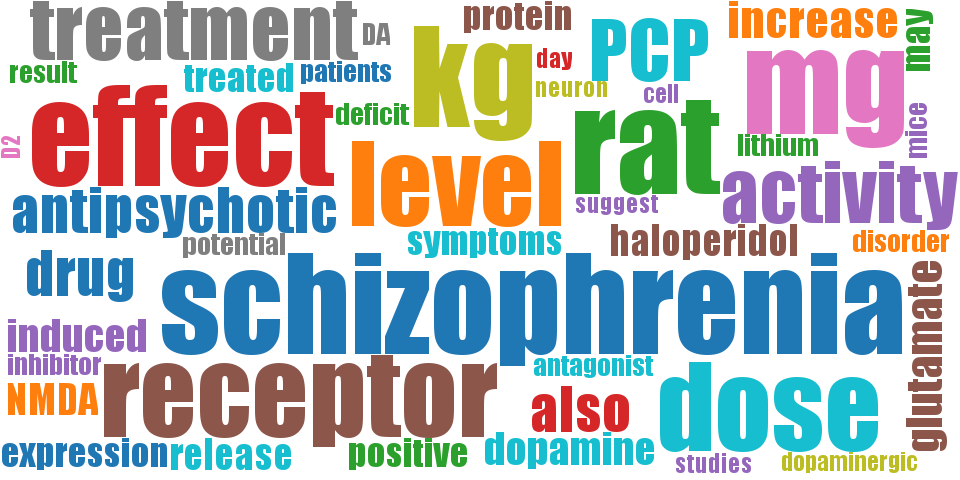 treatment
DA
protein
PCP
increase
may
result
treated
patients
kg
day
neuron
cell
mg
effect
deficit
rat
lithium
mice
D2
level
activity
antipsychotic
suggest
potential
symptoms
haloperidol
disorder
drug
schizophrenia
glutamate
induced
inhibitor
receptor
antagonist
dose
NMDA
also
expression
release
positive
dopamine
studies
dopaminergic